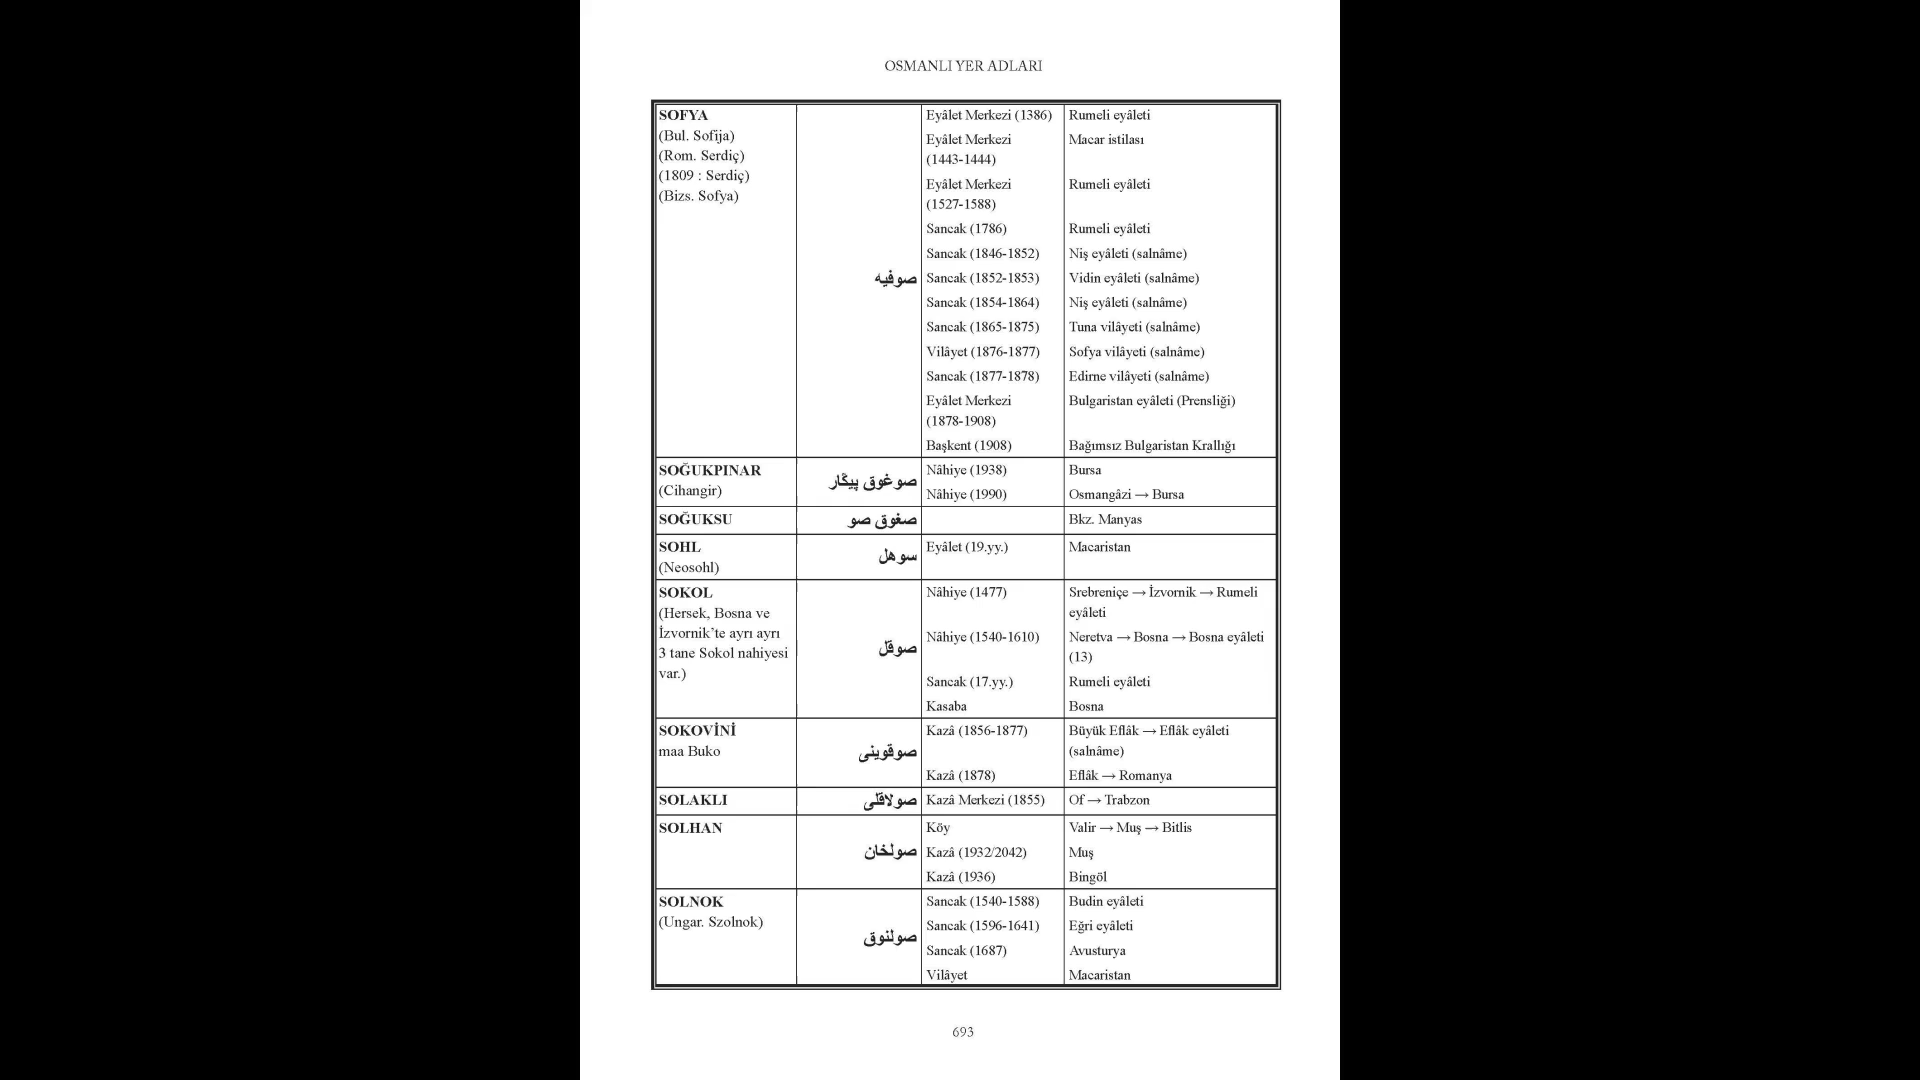 OSMANLI YER ADLARI
SOFYA
(Bul. Sofija)
(Rom. Serdiç)
(1809 : Serdiç)
(Bizs. Sofya)
صوفيه
Eyâlet Merkezi (1386) Rumeli eyâleti
Eyâlet Merkezi Macar istilası
(1443-1444)
Eyâlet Merkezi Rumeli eyâleti
(1527-1588)
Sancak (1786) Rumeli eyâleti
Sancak (1846-1852) Niş eyâleti (salnâme)
Sancak (1852-1853) Vidin eyâleti (salnâme)
Sancak (1854-1864) Niş eyâleti (salnâme)
Sancak (1865-1875) Tuna vilâyeti (salnâme)
Vilâyet (1876-1877) Sofya vilâyeti (salnâme)
Sancak (1877-1878) Edirne vilâyeti (salnâme)
Eyâlet Merkezi Bulgaristan eyâleti (Prensliği)
(1878-1908)
Başkent (1908) Bağımsız Bulgaristan Krallığı
SOĞUKPINAR
(Cihangir)
صوغوق پيڭار
Nâhiye (1938) Bursa
Nâhiye (1990) Osmangâzi → Bursa
SOĞUKSU صغوق صو Bkz. Manyas
SOHL
(Neosohl)
سوهل
Eyâlet (19.yy.) Macaristan
SOKOL
(Hersek, Bosna ve
İzvornik’te ayrı ayrı
3 tane Sokol nahiyesi
var.)
صوقل
Nâhiye (1477) Srebreniçe → İzvornik → Rumeli
eyâleti
Nâhiye (1540-1610) Neretva → Bosna → Bosna eyâleti
(13)
Sancak (17.yy.) Rumeli eyâleti
Kasaba Bosna
SOKOVİNİ
maa Buko
صوقوينى
Kazâ (1856-1877) Büyük Eflâk → Eflâk eyâleti
(salnâme)
Kazâ (1878) Eflâk → Romanya
SOLAKLI صولاقلى Kazâ Merkezi (1855) Of → Trabzon
SOLHAN
صولخان
Köy Valir → Muş → Bitlis
Kazâ (1932/2042) Muş
Kazâ (1936) Bingöl
SOLNOK
(Ungar. Szolnok)
صولنوق
Sancak (1540-1588) Budin eyâleti
Sancak (1596-1641) Eğri eyâleti
Sancak (1687) Avusturya
Vilâyet Macaristan
693